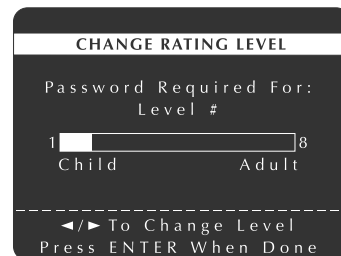 CHANGE RATING LEVEL
Password Required For:
Level #
1 8
Child Adult
◄/► To Change Level
Press ENTER When Done